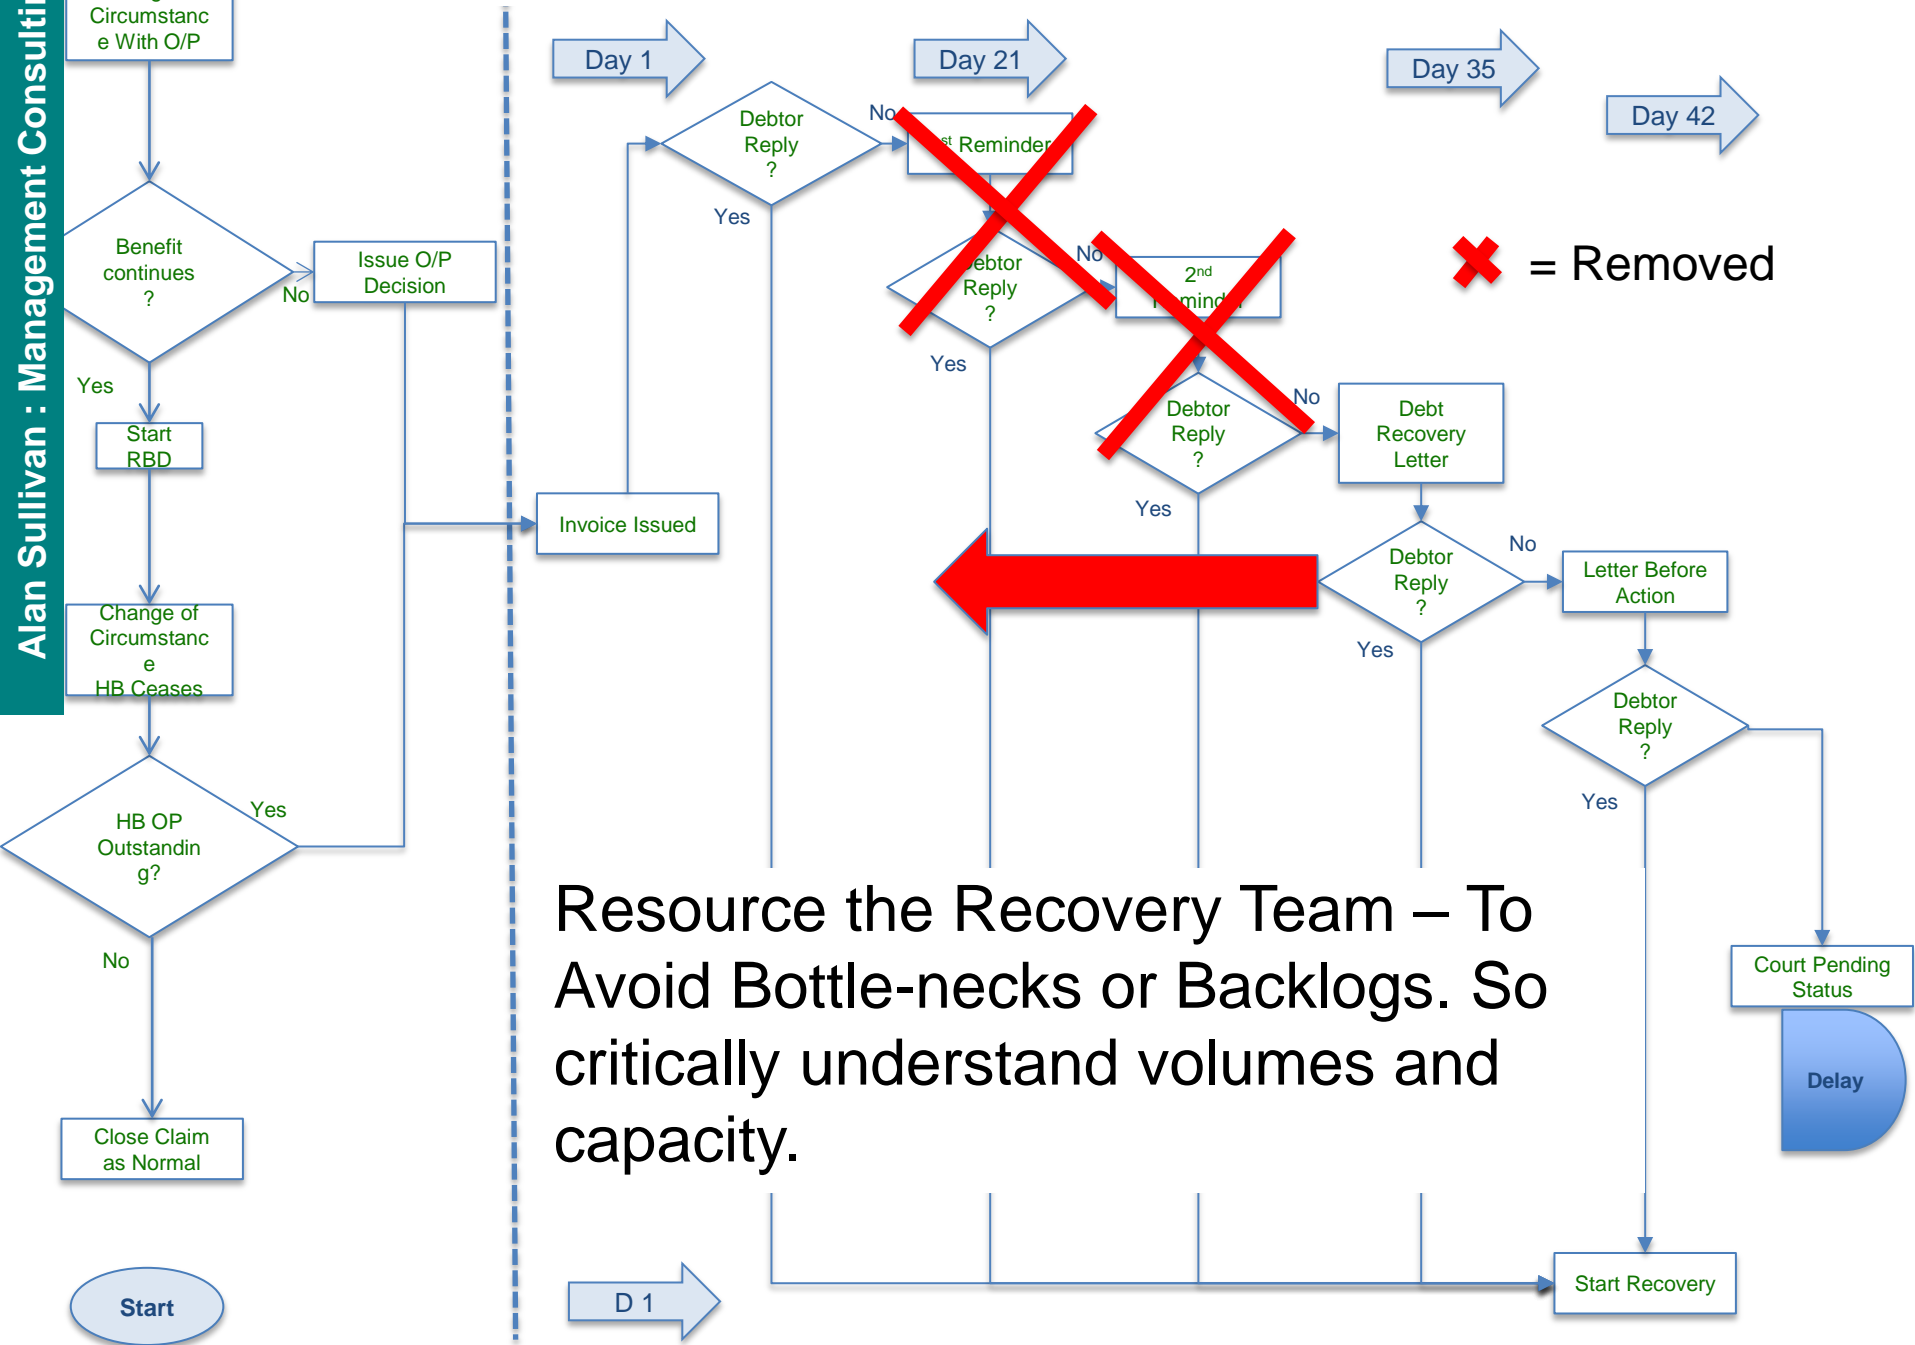 Alan Sullivan : Management Consulti
Circumstanc
e With O/P
Benefit
continues
?
No
Issue O/P
Decision
Yes
Start
RBD
Change of
Circumstanc
e
HB Ceases
HB OP
Outstandin
g?
Yes
No
Close Claim
as Normal
Start
Day 1
Day 21
Day 35
Day 42
Invoice Issued
Debtor
Reply
?
No
Yes
st Reminder
ebtor
Reply
?
No
Yes
2nd
minder
Debtor
Reply
?
No
Yes
= Removed
Debt
Recovery
Letter
Debtor
Reply
?
No
Yes
Letter Before
Action
Debtor
Reply
?
Yes
Court Pending
Status
Delay
Resource the Recovery Team – To
Avoid Bottle-necks or Backlogs. So
critically understand volumes and
capacity.
D 1
Start Recovery